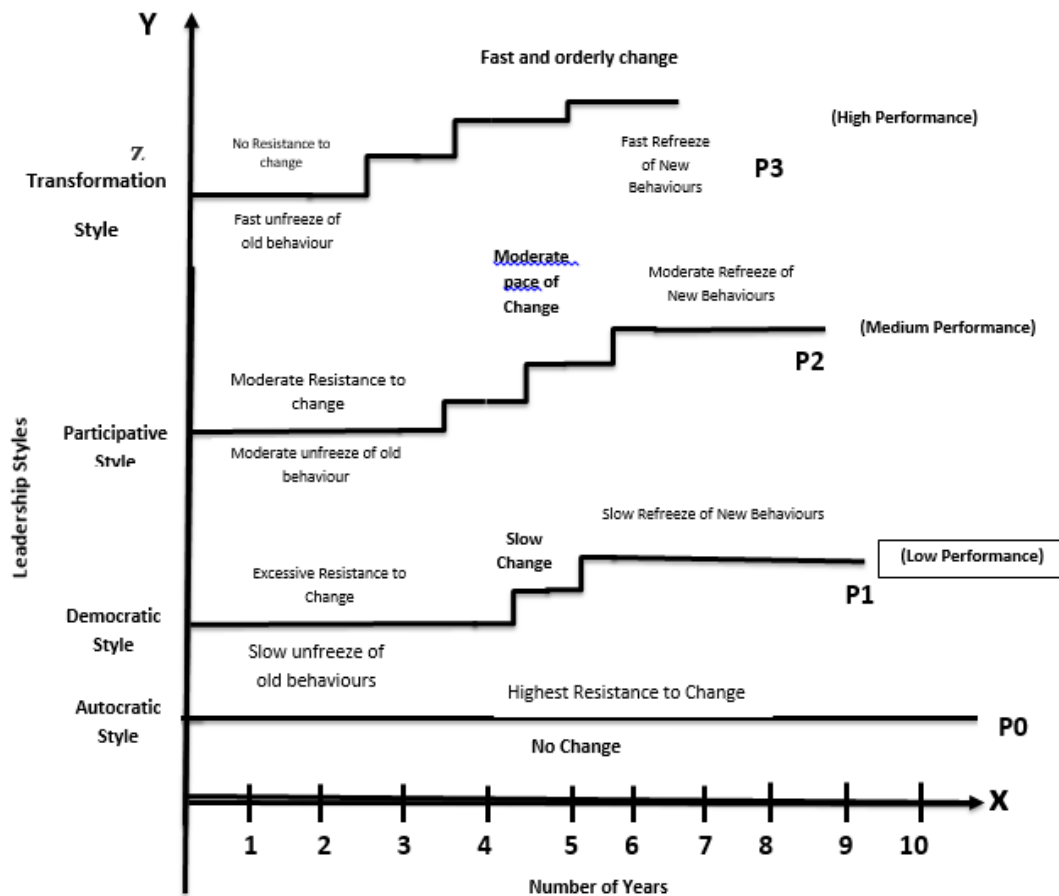 Y
Fast and orderly change
(High Performance)
No Resistance to
change
7.
Transformation
Style
Fast Refreeze
of New
Behaviours
P3
Fast unfreeze of
old behaviour
Moderate
pace of
Change
Moderate Refreeze of
New Behaviours
(Medium Performance)
P2
Moderate Resistance to
change
Participative
Style
Moderate unfreeze of old
behaviour
Leadership Styles
Slow Refreeze of New Behaviours
Slow
Change
(Low Performance)
Excessive Resistance to
Change
P1
Democratic
Style
Slow unfreeze of
old behaviours
Autocratic
Style
Highest Resistance to Change
P0
No Change
X
1 2 3 4 5 6 7 8 9 10
Number of Years